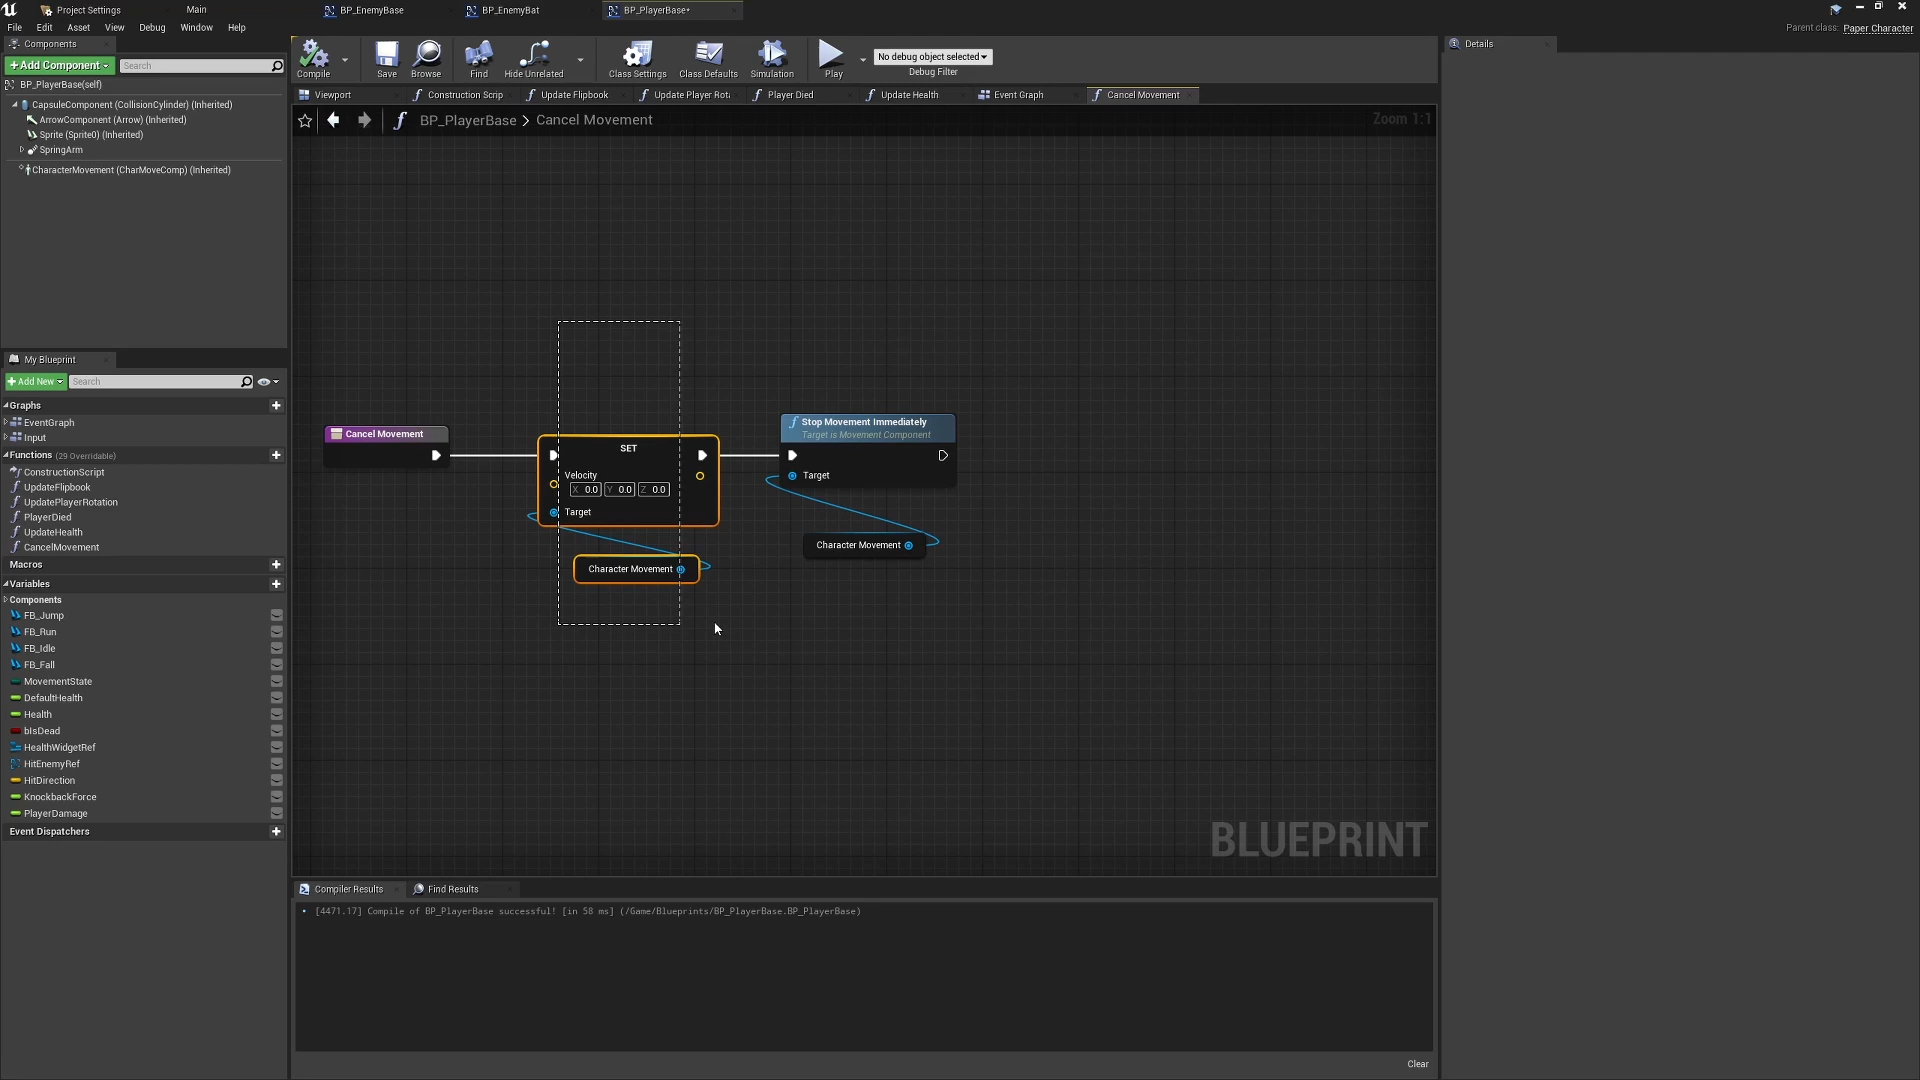 Project Settings
Main
BP_EnemyBase
BP_EnemyBat
BP_PlayerBase*
File Edit Asset View Debug Window Help
Parent class: Paper Character
Components
+Add Component
Search
BP_PlayerBase(self)
CapsuleComponent (CollisionCylinder) (Inherited)
ArrowComponent (Arrow) (Inherited)
Sprite (Sprite0) (Inherited)
SpringArm
CharacterMovement (CharMoveComp) (Inherited)
Compile
Save
Browse
Find
Hide Unrelated
Class Settings
Class Defaults
Simulation
Play
No debug object selected
Debug Filter
Details
Viewport
Construction Scrip
Update Flipbook
Update Player Rot
Player Died
Update Health
Event Graph
Cancel Movement
BP_PlayerBase > Cancel Movement
Zoom 1:1
My Blueprint
+Add New
Search
Graphs
EventGraph
Input
Functions (29 Overridable)
ConstructionScript
UpdateFlipbook
UpdatePlayerRotation
PlayerDied
UpdateHealth
CancelMovement
Macros
Variables
Components
FB_Jump
FB_Run
FB_Idle
FB_Fall
MovementState
DefaultHealth
Health
bIsDead
HealthWidgetRef
HitEnemyRef
HitDirection
KnockbackForce
PlayerDamage
Event Dispatchers
Cancel Movement
SET
Velocity
X 0.0 Y 0.0 Z 0.0
Target
Character Movement
Stop Movement Immediately
Target is Movement Component
Target
Character Movement
BLUEPRINT
Compiler Results
Find Results
[4471.17] Compile of BP_PlayerBase successful! [in 58 ms] (/Game/Blueprints/BP_PlayerBase.BP_PlayerBase)
Clear